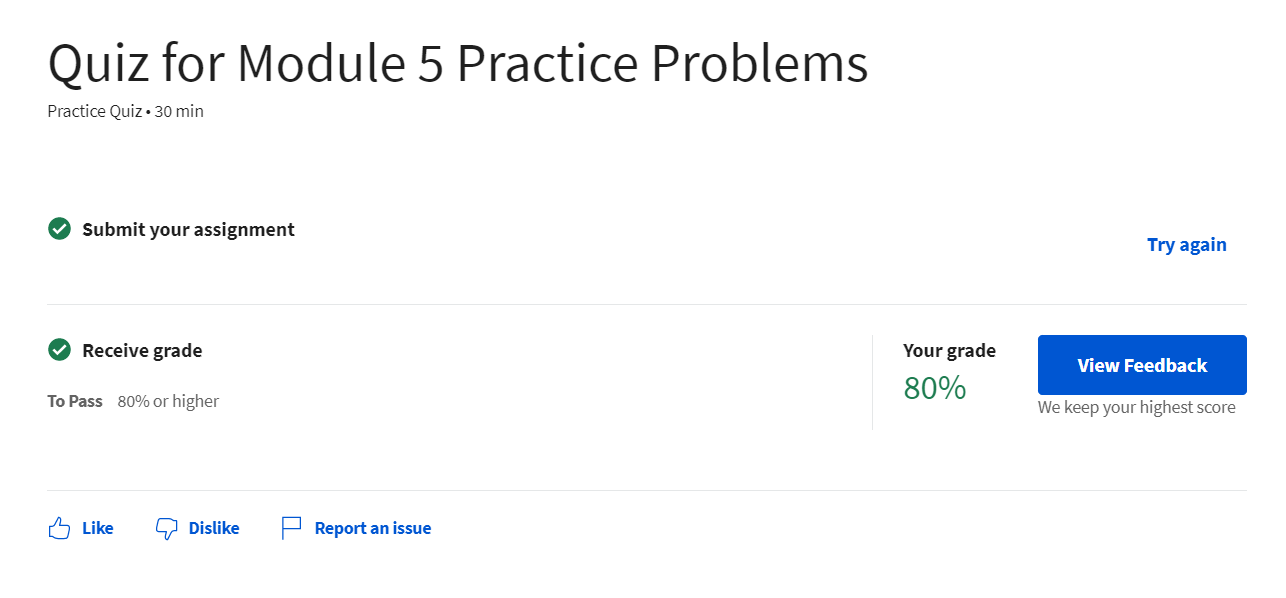 Quiz for Module 5 Practice Problems
Practice Quiz • 30 min
Submit your assignment
Try again
Receive grade
To Pass 80% or higher
Your grade
80%
View Feedback
We keep your highest score
Like Dislike Report an issue